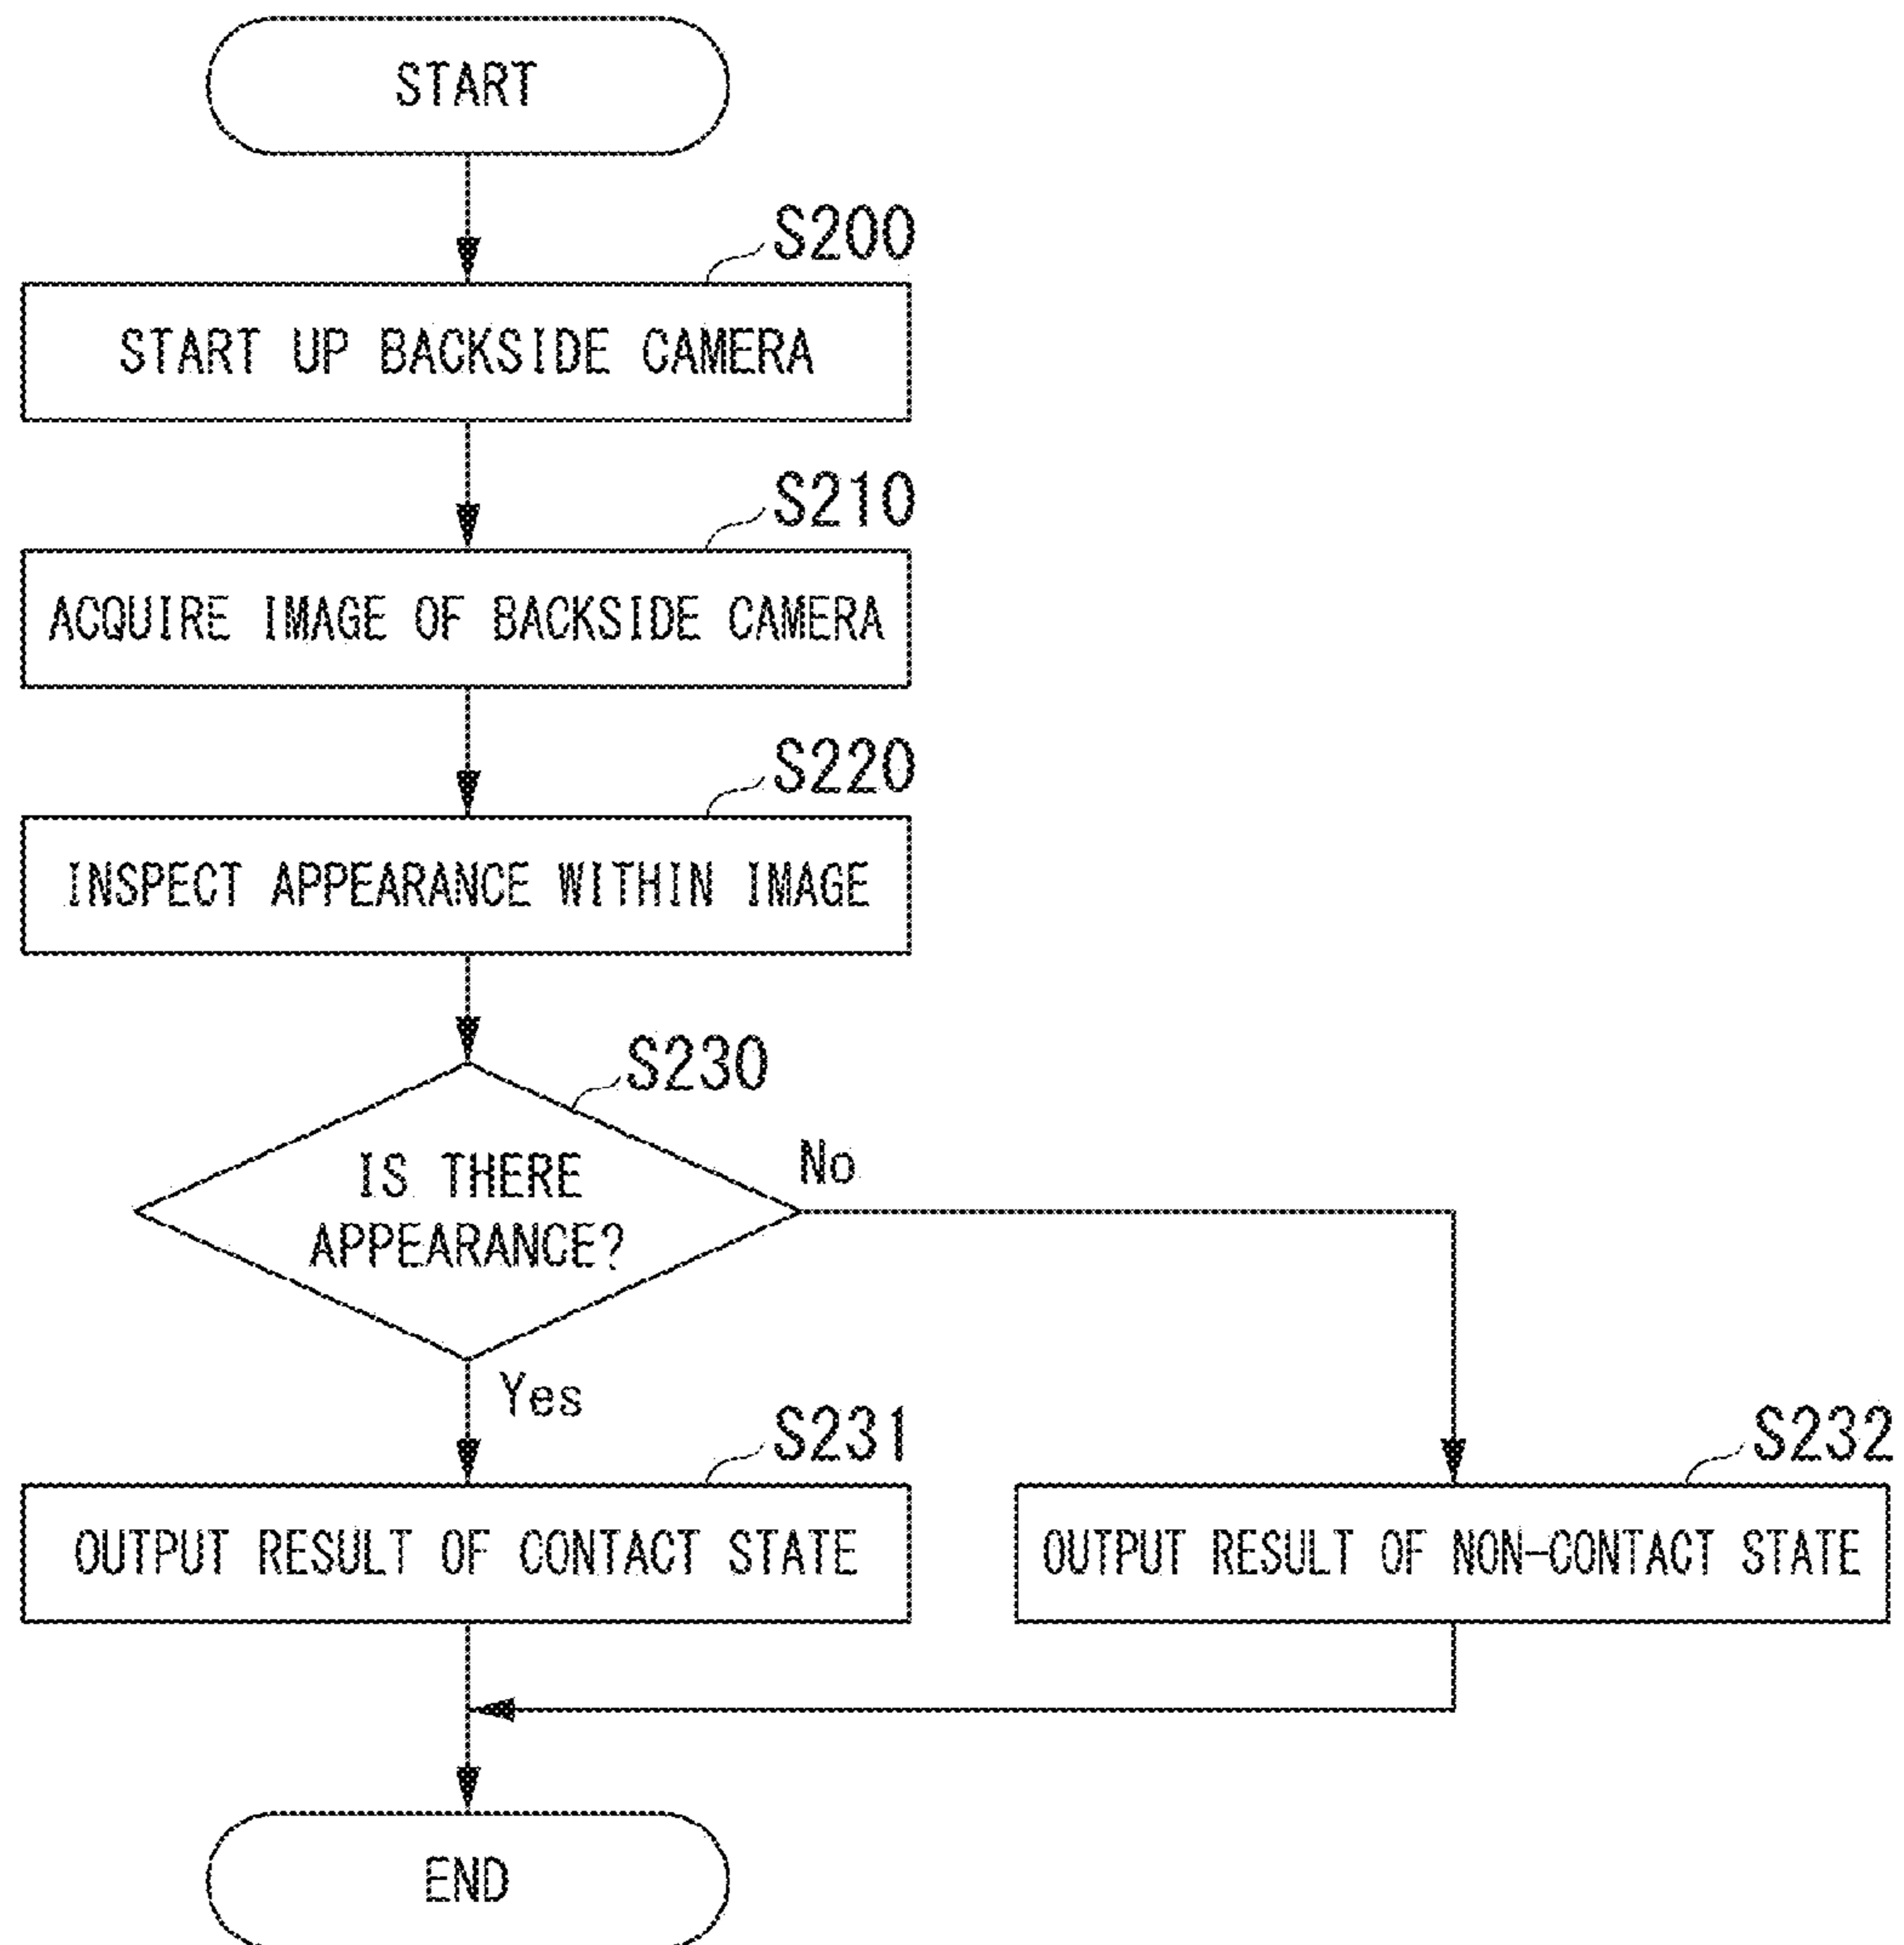 START
S200
START UP BACKSIDE CAMERA
S210
ACQUIRE IMAGE OF BACKSIDE CAMERA
S220
INSPECT APPEARANCE WITHIN IMAGE
S230
IS THERE
APPEARANCE?
No
Yes
S231
OUTPUT RESULT OF CONTACT STATE
S232
OUTPUT RESULT OF NON-CONTACT STATE
END